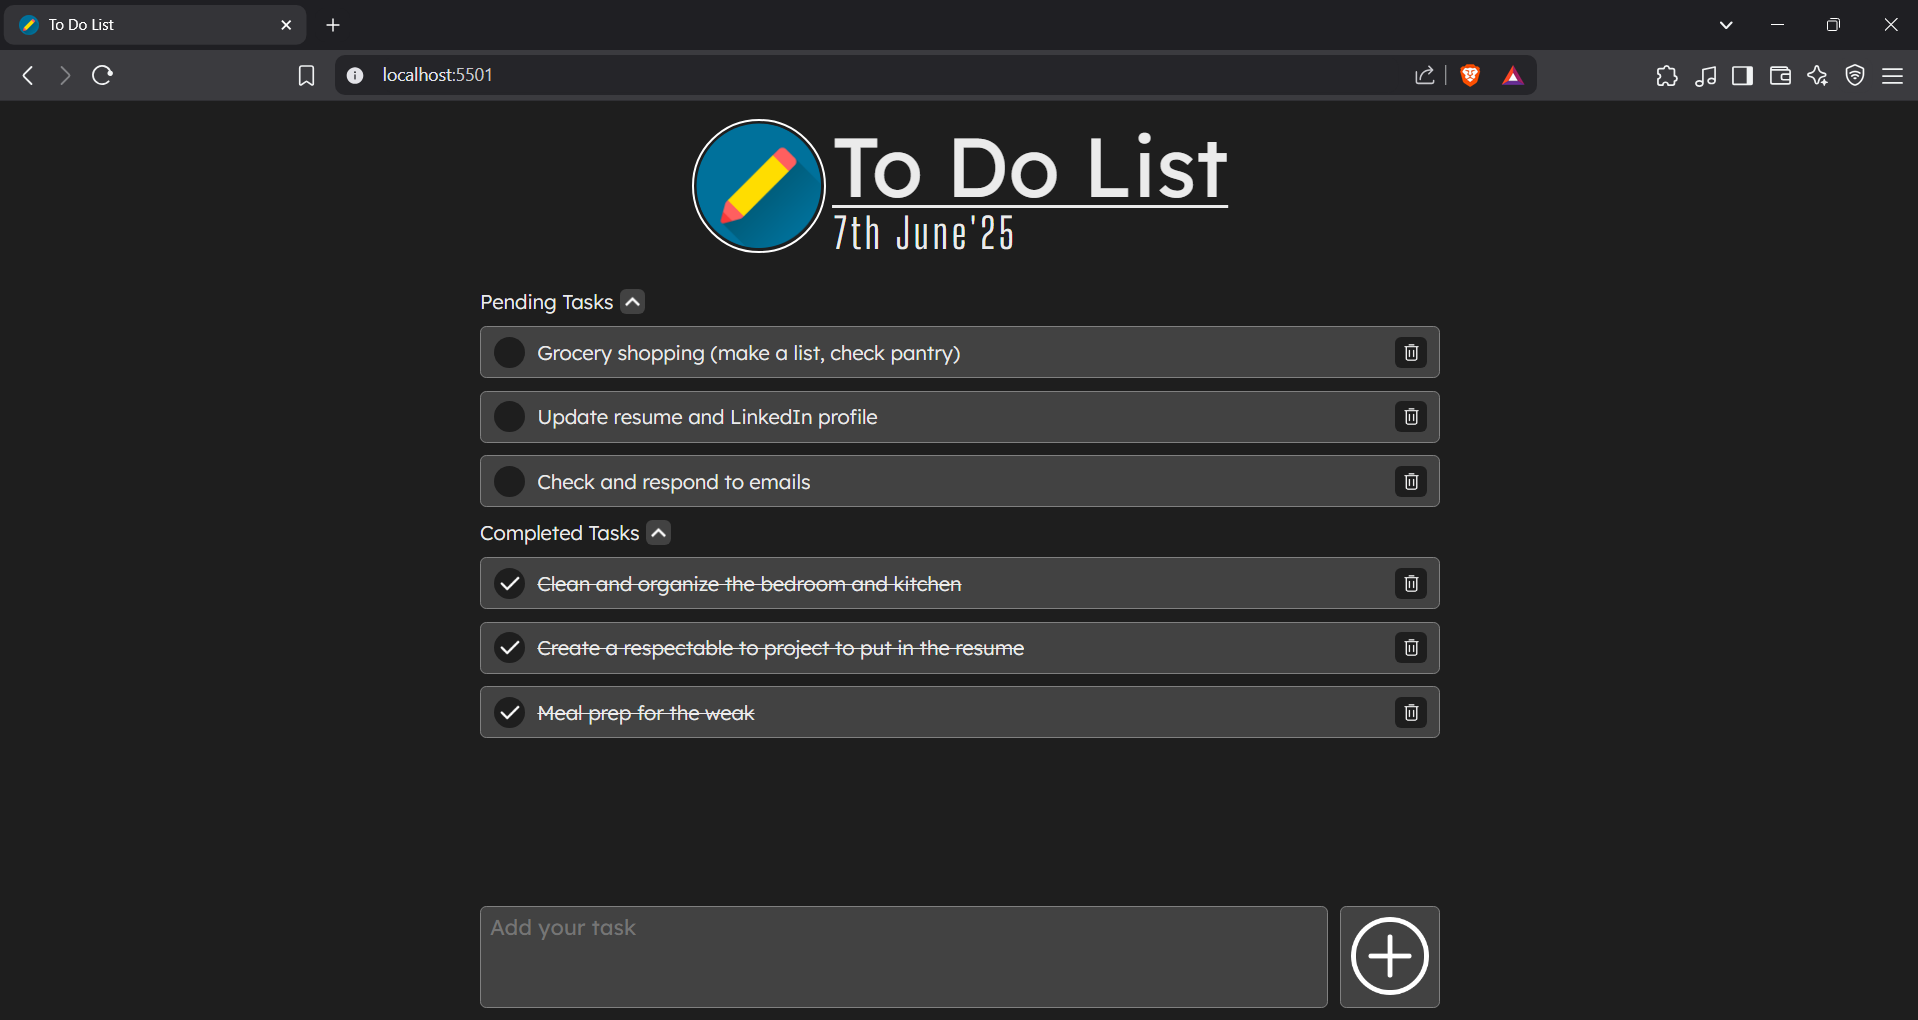 To Do List
localhost:5501
To Do List
7th June'25
Pending Tasks
Grocery shopping (make a list, check pantry)
Update resume and LinkedIn profile
Check and respond to emails
Completed Tasks
Clean and organize the bedroom and kitchen
Create a respectable to project to put in the resume
Meal prep for the weak
Add your task